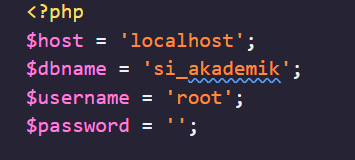 <?php
$host = 'localhost';
$dbname = 'si_akademik';
$username = 'root';
$password = '';